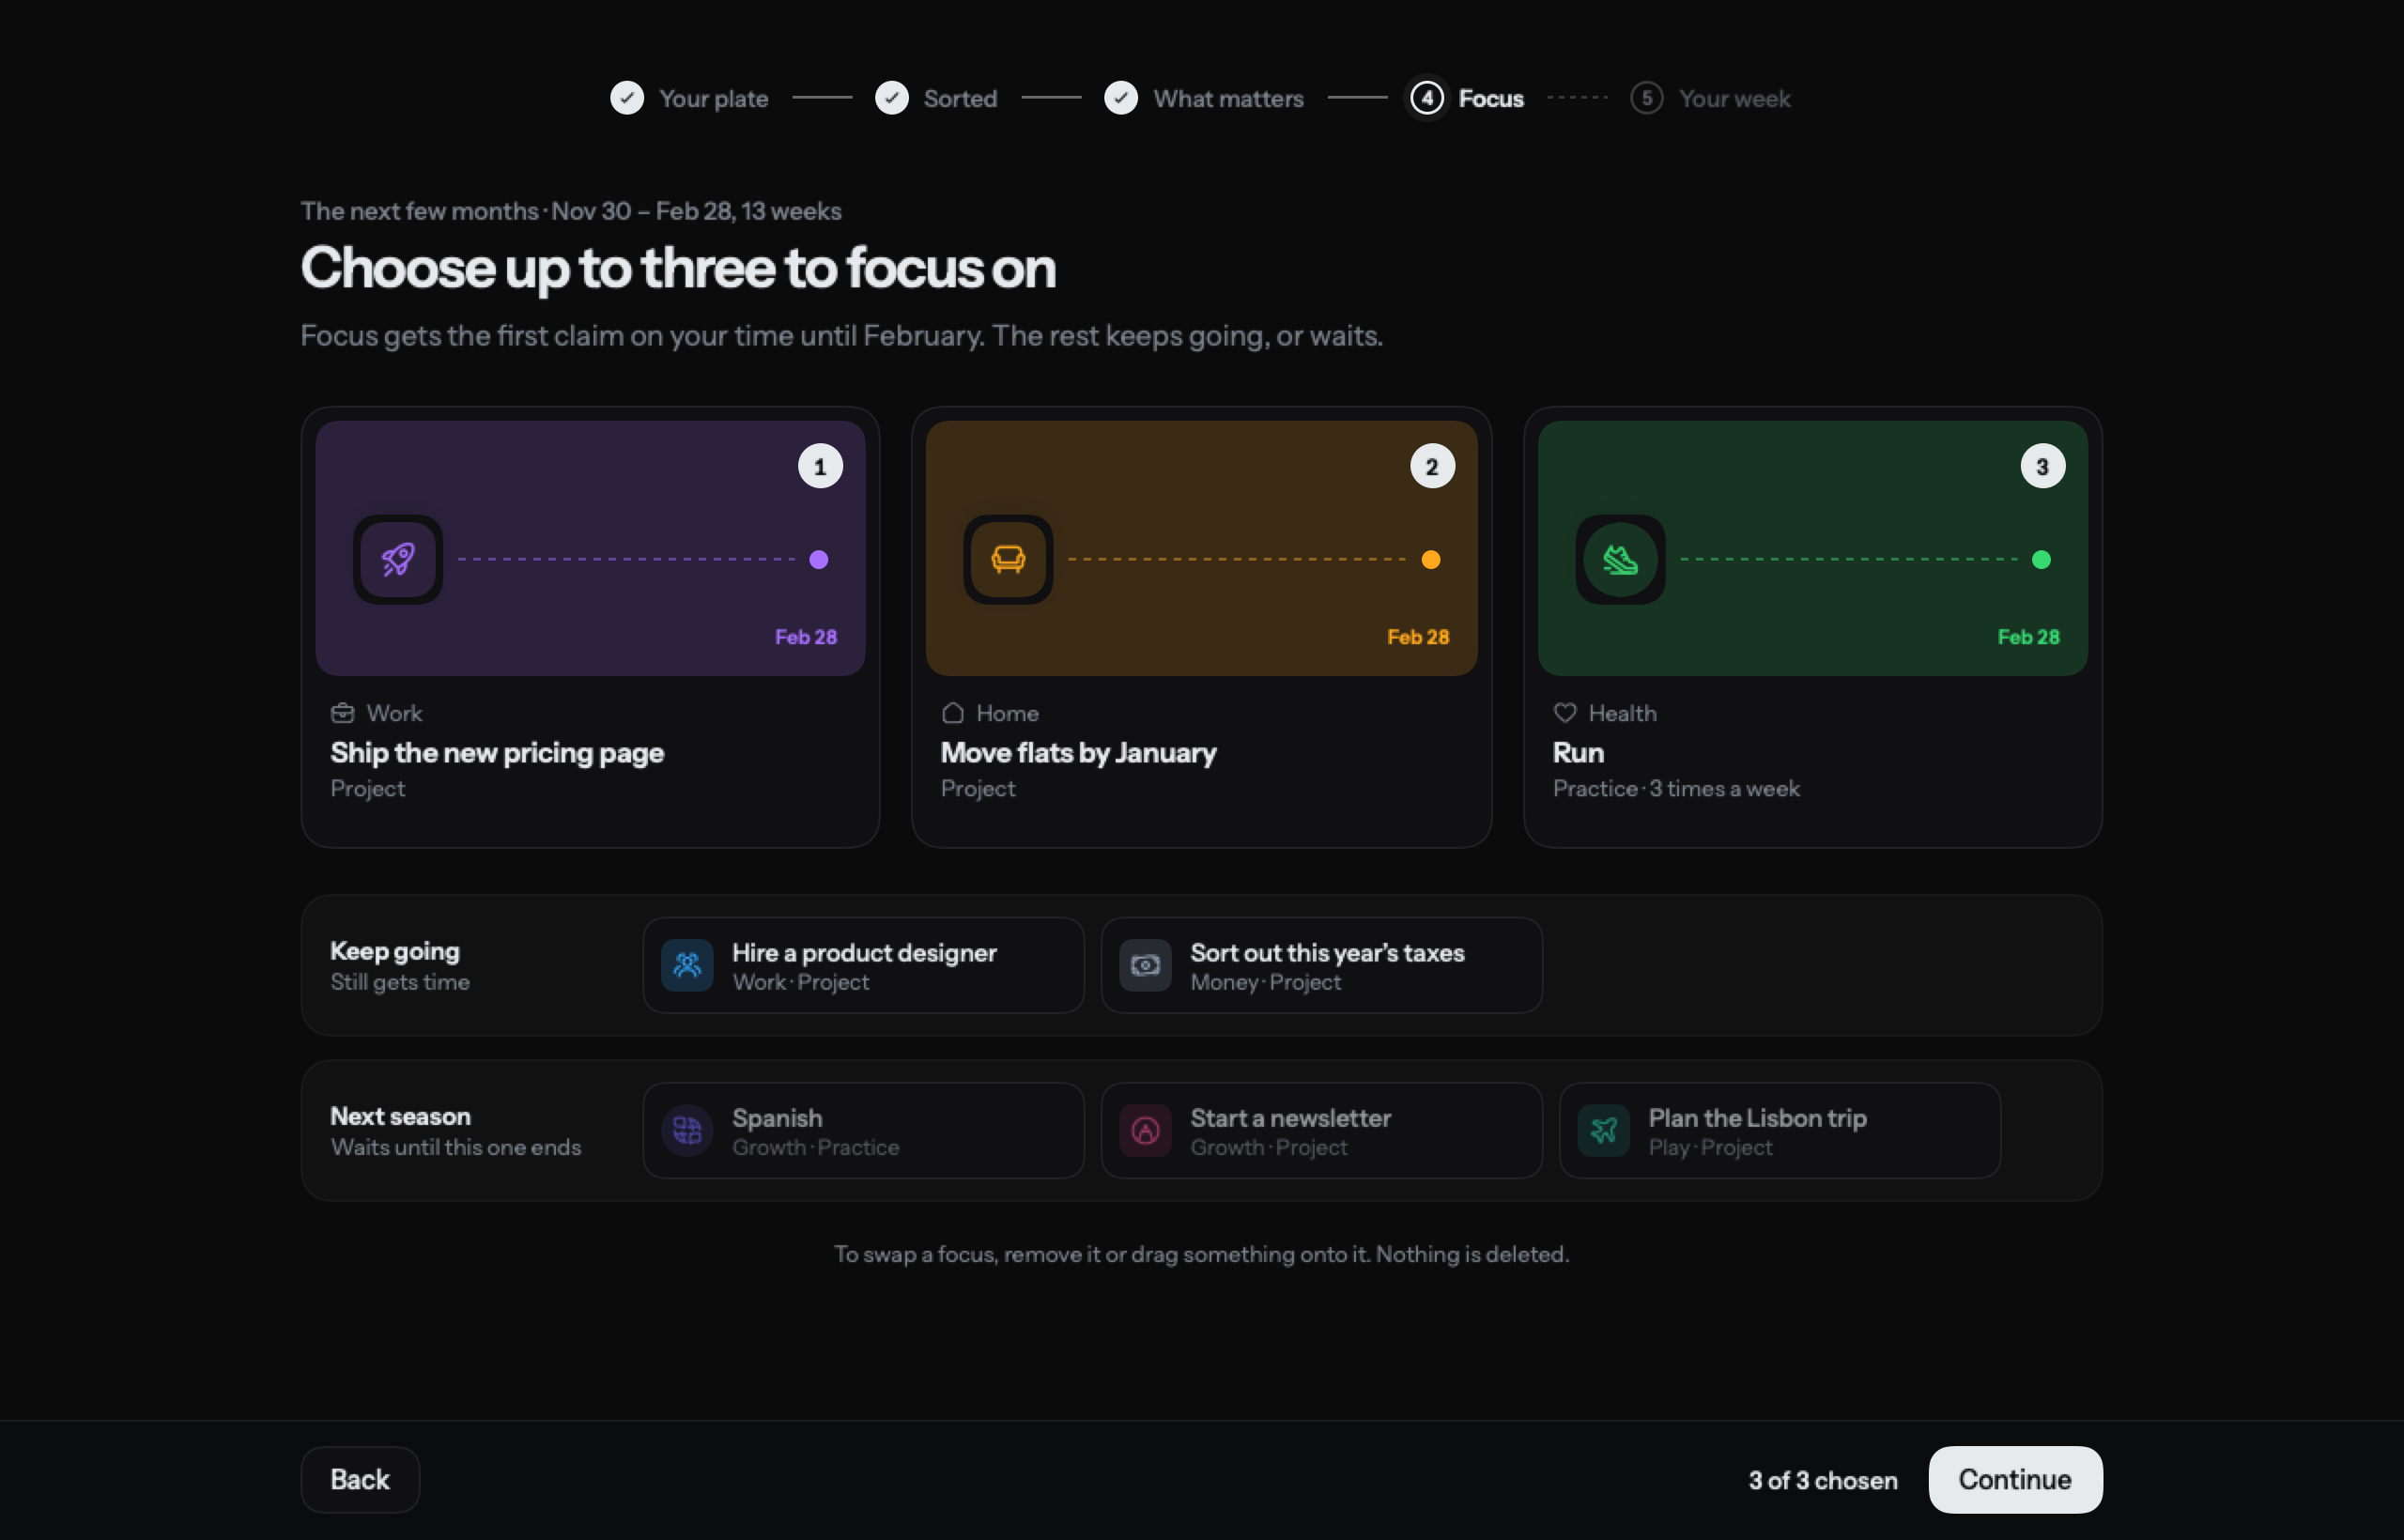 Your plate
Sorted
What matters
4 Focus
5 Your week
The next few months · Nov 30 – Feb 28, 13 weeks
Choose up to three to focus on
Focus gets the first claim on your time until February. The rest keeps going, or waits.
1
Feb 28
Work
Ship the new pricing page
Project
2
Feb 28
Home
Move flats by January
Project
3
Feb 28
Health
Run
Practice · 3 times a week
Keep going
Still gets time
Hire a product designer
Work · Project
Sort out this year’s taxes
Money · Project
Next season
Waits until this one ends
Spanish
Growth · Practice
Start a newsletter
Growth · Project
Plan the Lisbon trip
Play · Project
To swap a focus, remove it or drag something onto it. Nothing is deleted.
Back
3 of 3 chosen
Continue